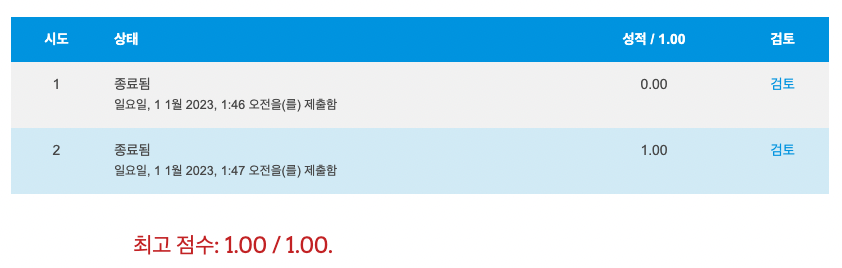 시도 상태 성적 / 1.00 검토
1 종료됨 0.00 검토
일요일, 1 1월 2023, 1:46 오전을(를) 제출함
2 종료됨 1.00 검토
일요일, 1 1월 2023, 1:47 오전을(를) 제출함
최고 점수: 1.00 / 1.00.